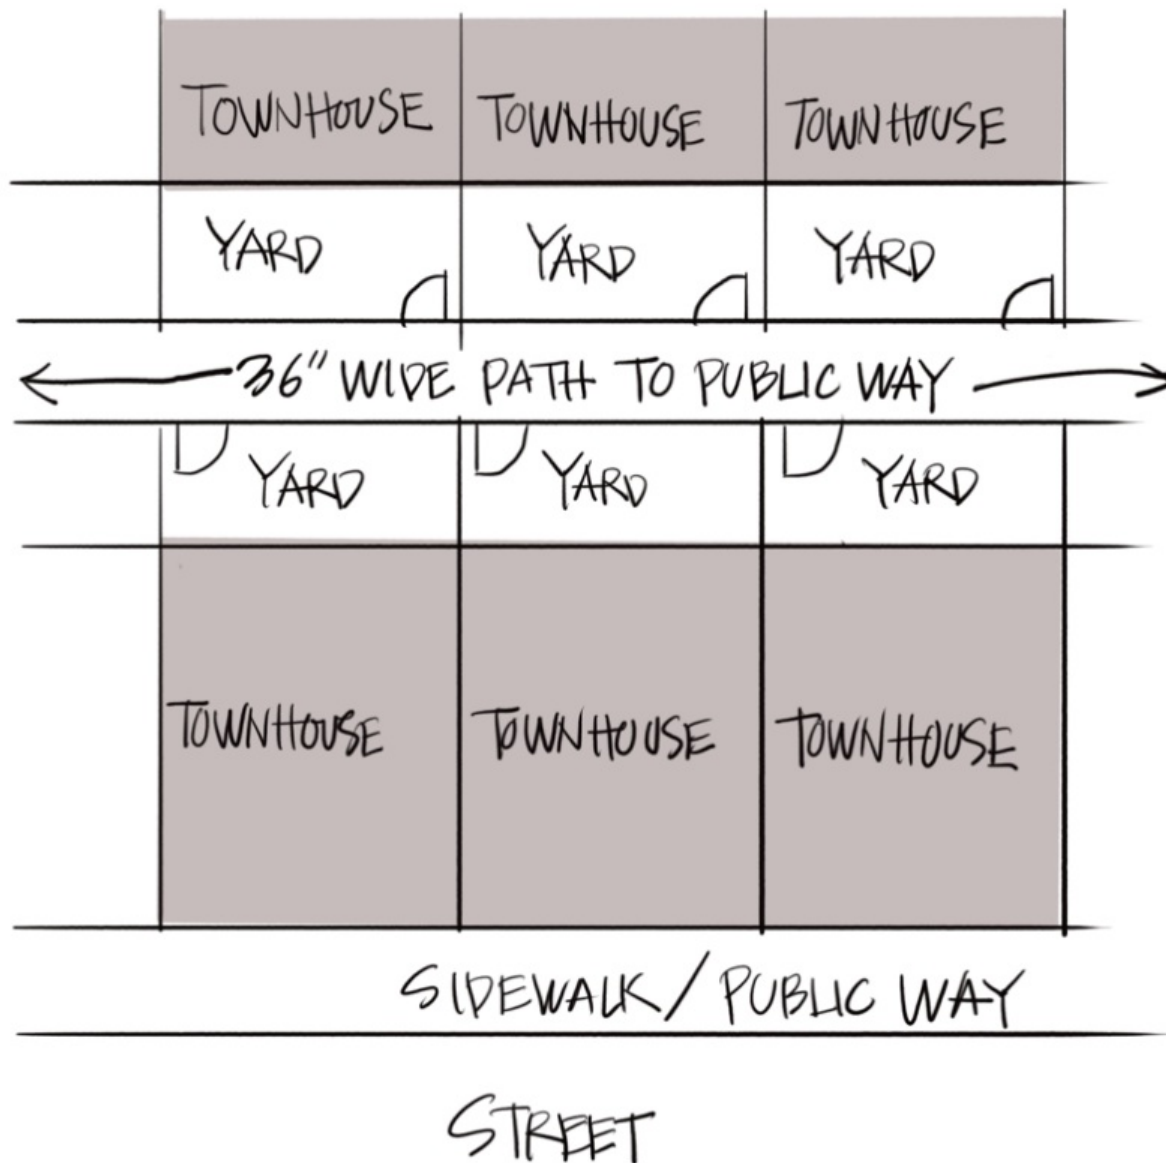 TOWNHOUSE TOWNHOUSE TOWNHOUSE
YARD YARD YARD
36" WIDE PATH TO PUBLIC WAY
YARD YARD YARD
TOWNHOUSE TOWNHOUSE TOWNHOUSE
SIDEWALK/PUBLIC WAY
STREET